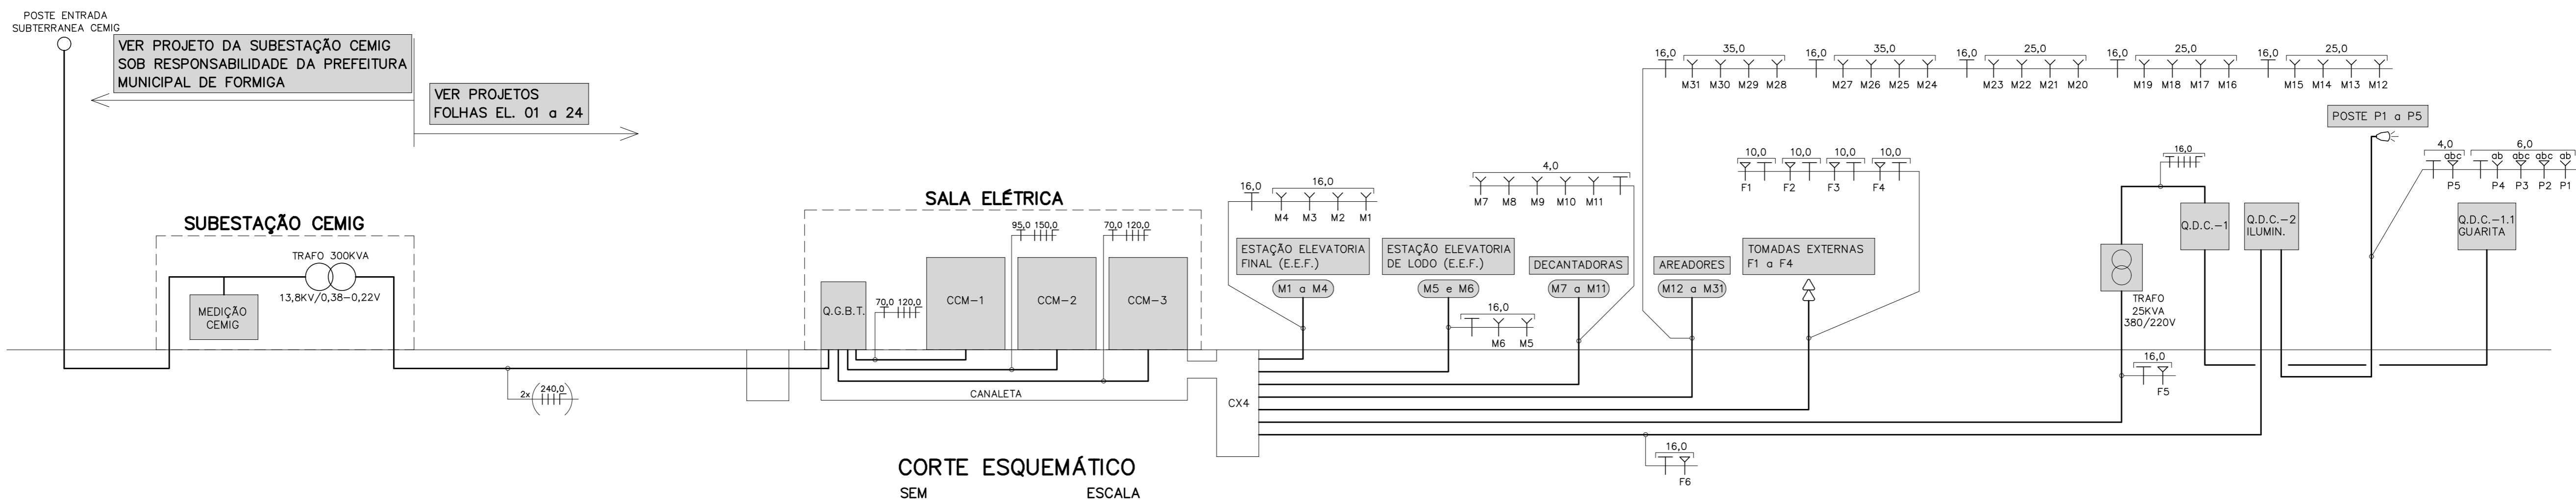 POSTE ENTRADA
SUBTERRANEA CEMIG
VER PROJETO DA SUBESTAÇÃO CEMIG
SOB RESPONSABILIDADE DA PREFEITURA
MUNICIPAL DE FORMIGA
VER PROJETOS
FOLHAS EL. 01 a 24
SUBESTAÇÃO CEMIG
TRAFO 300KVA
13,8KV/0,38-0,22V
MEDIÇÃO
CEMIG
2x
240,0
SALA ELÉTRICA
Q.G.B.T.
70,0 120,0
CCM-1
95,0 150,0
CCM-2
70,0 120,0
CCM-3
CANALETA
CX4
16,0
16,0
M4 M3 M2 M1
ESTAÇÃO ELEVATORIA
FINAL (E.E.F.)
M1 a M4
ESTAÇÃO ELEVATORIA
DE LODO (E.E.F.)
M5 e M6
16,0
M6 M5
4,0
M7 M8 M9 M10 M11
DECANTADORAS
M7 a M11
16,0 35,0 16,0 35,0 16,0 25,0 16,0 25,0 16,0 25,0
M31 M30 M29 M28 M27 M26 M25 M24 M23 M22 M21 M20 M19 M18 M17 M16 M15 M14 M13 M12
AREADORES
M12 a M31
10,0 10,0 10,0 10,0
F1 F2 F3 F4
TOMADAS EXTERNAS
F1 a F4
16,0
TRAFO
25KVA
380/220V
16,0
F5
Q.D.C.-1
Q.D.C.-2
ILUMIN.
16,0
F6
POSTE P1 a P5
4,0 6,0
abc ab abc abc ab
P5 P4 P3 P2 P1
Q.D.C.-1.1
GUARITA
CORTE ESQUEMÁTICO
SEM ESCALA